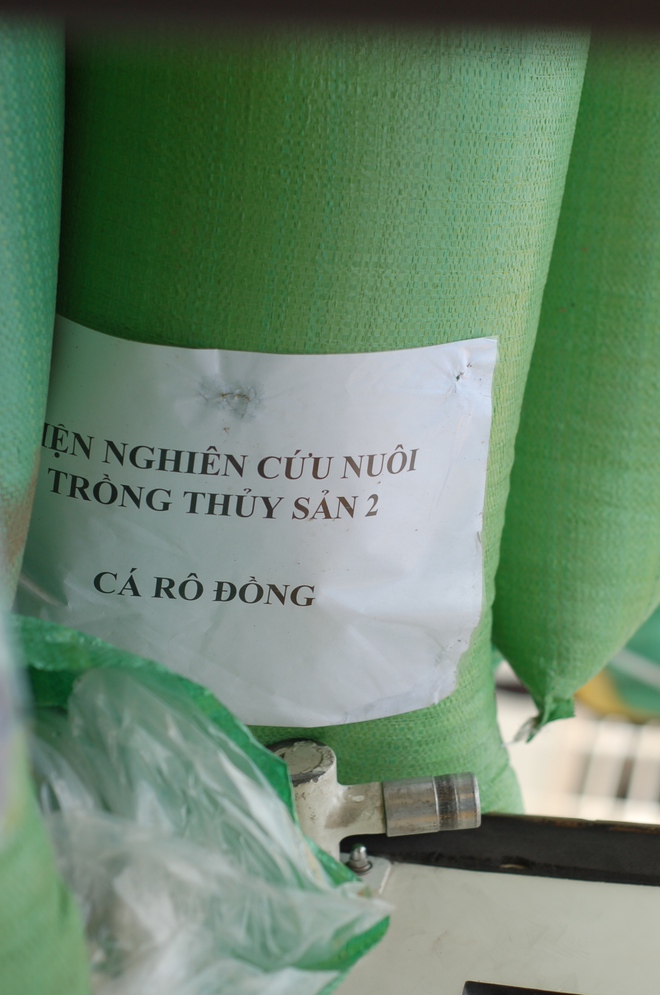 IỆN NGHIÊN CỨU NUÔI
TRỒNG THỦY SẢN 2
CÁ RÔ ĐỒNG